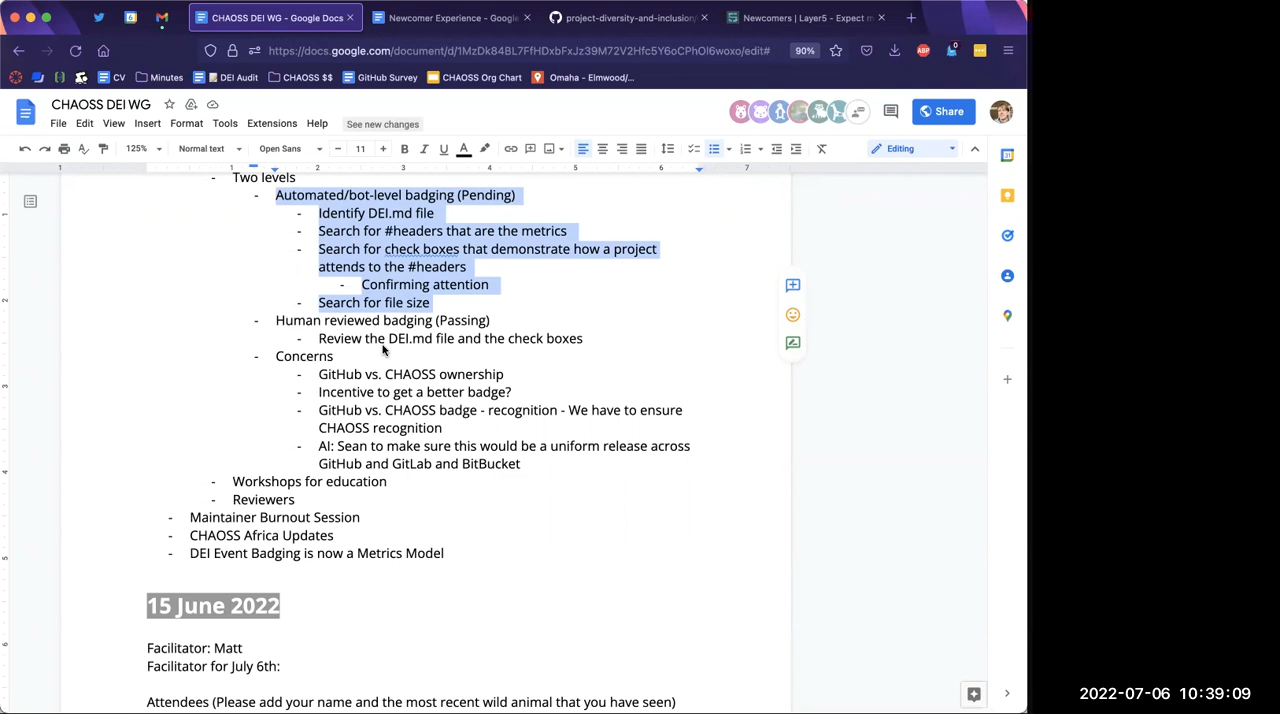 CHAOSS DEI WG - Google Docs
Newcomer Experience - Google
project-diversity-and-inclusion/
Newcomers | Layer5 - Expect m
https://docs.google.com/document/d/1MzDk84BL7FfHDxbFxJz39M72V2Hfc5Y6oCPhOl6woxo/edit#
90%
ABP
0
CV
Minutes
DEI Audit
CHAOSS $$
GitHub Survey
CHAOSS Org Chart
Omaha - Elmwood/...
CHAOSS DEI WG
File Edit View Insert Format Tools Extensions Help
See new changes
Share
125% Normal text Open Sans - 11 + B I U A
Editing
1 1 2 3 4 5 6 7
- Two levels
- Automated/bot-level badging (Pending)
- Identify DEI.md file
- Search for #headers that are the metrics
- Search for check boxes that demonstrate how a project
attends to the #headers
- Confirming attention
- Search for file size
- Human reviewed badging (Passing)
- Review the DEI.md file and the check boxes
- Concerns
- GitHub vs. CHAOSS ownership
- Incentive to get a better badge?
- GitHub vs. CHAOSS badge - recognition - We have to ensure
CHAOSS recognition
- AI: Sean to make sure this would be a uniform release across
GitHub and GitLab and BitBucket
- Workshops for education
- Reviewers
- Maintainer Burnout Session
- CHAOSS Africa Updates
- DEI Event Badging is now a Metrics Model
15 June 2022
Facilitator: Matt
Facilitator for July 6th:
Attendees (Please add your name and the most recent wild animal that you have seen)
2022-07-06 10:39:09